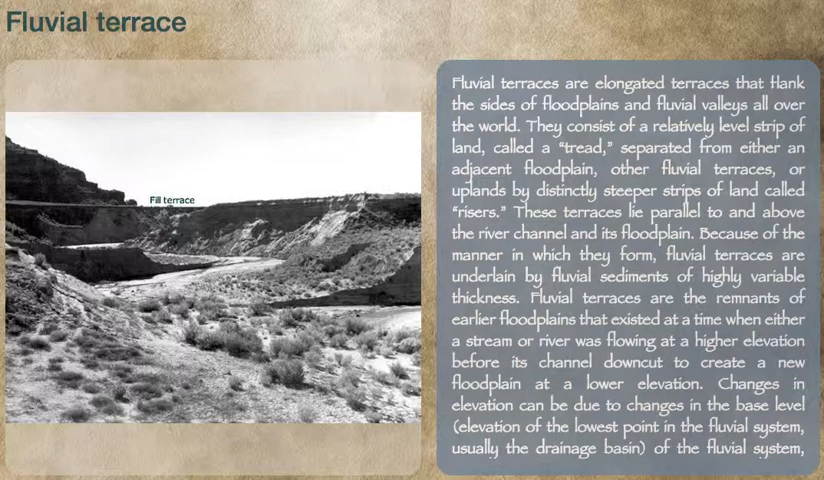 Fluvial terrace
Fill terrace
Fluvial terraces are elongated terraces that flank
the sides of floodplains and fluvial valleys all over
the world. They consist of a relatively level strip of
land, called a "tread," separated from either an
adjacent floodplain, other fluvial terraces, or
uplands by distinctly steeper strips of land called
"risers." These terraces lie parallel to and above
the river channel and its floodplain. Because of the
manner in which they form, fluvial terraces are
underlain by fluvial sediments of highly variable
thickness. Fluvial terraces are the remnants of
earlier floodplains that existed at a time when either
a stream or river was flowing at a higher elevation
before its channel downcut to create a new
floodplain at a lower elevation. Changes in
elevation can be due to changes in the base level
(elevation of the lowest point in the fluvial system,
usually the drainage basin) of the fluvial system,